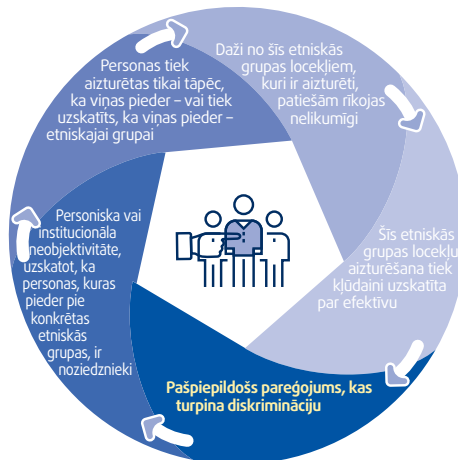 Personas tiek
aizturētas tikai tāpēc,
ka viņas pieder – vai tiek
uzskatīts, ka viņas pieder –
etniskajai grupai
Daži no šīs etniskās
grupas locekļiem,
kuri ir aizturēti,
patiešām rīkojas
nelikumīgi
Šīs etniskās
grupas locekļu
aizturēšana tiek
kļūdaini uzskatīta
par efektīvu
Pašpiepildošs pareģojums, kas
turpina diskrimināciju
Personiska vai
institucionāla
neobjektivitāte,
uzskatot, ka
personas, kuras
pieder pie
konkrētas
etniskās
grupas, ir
noziedznieki